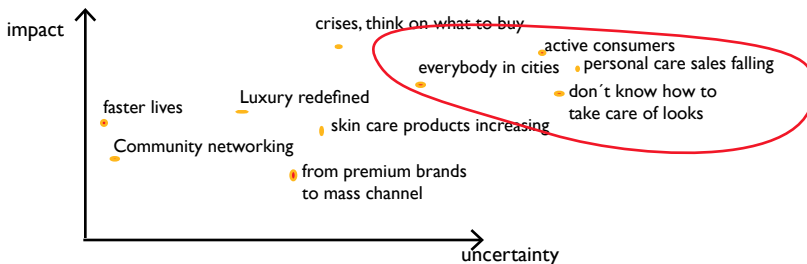 crises, think on what to buy
impact
active consumers
everybody in cities
personal care sales falling
don´t know how to
take care of looks
Luxury redefined
faster lives
skin care products increasing
Community networking
from premium brands
to mass channel
uncertainty